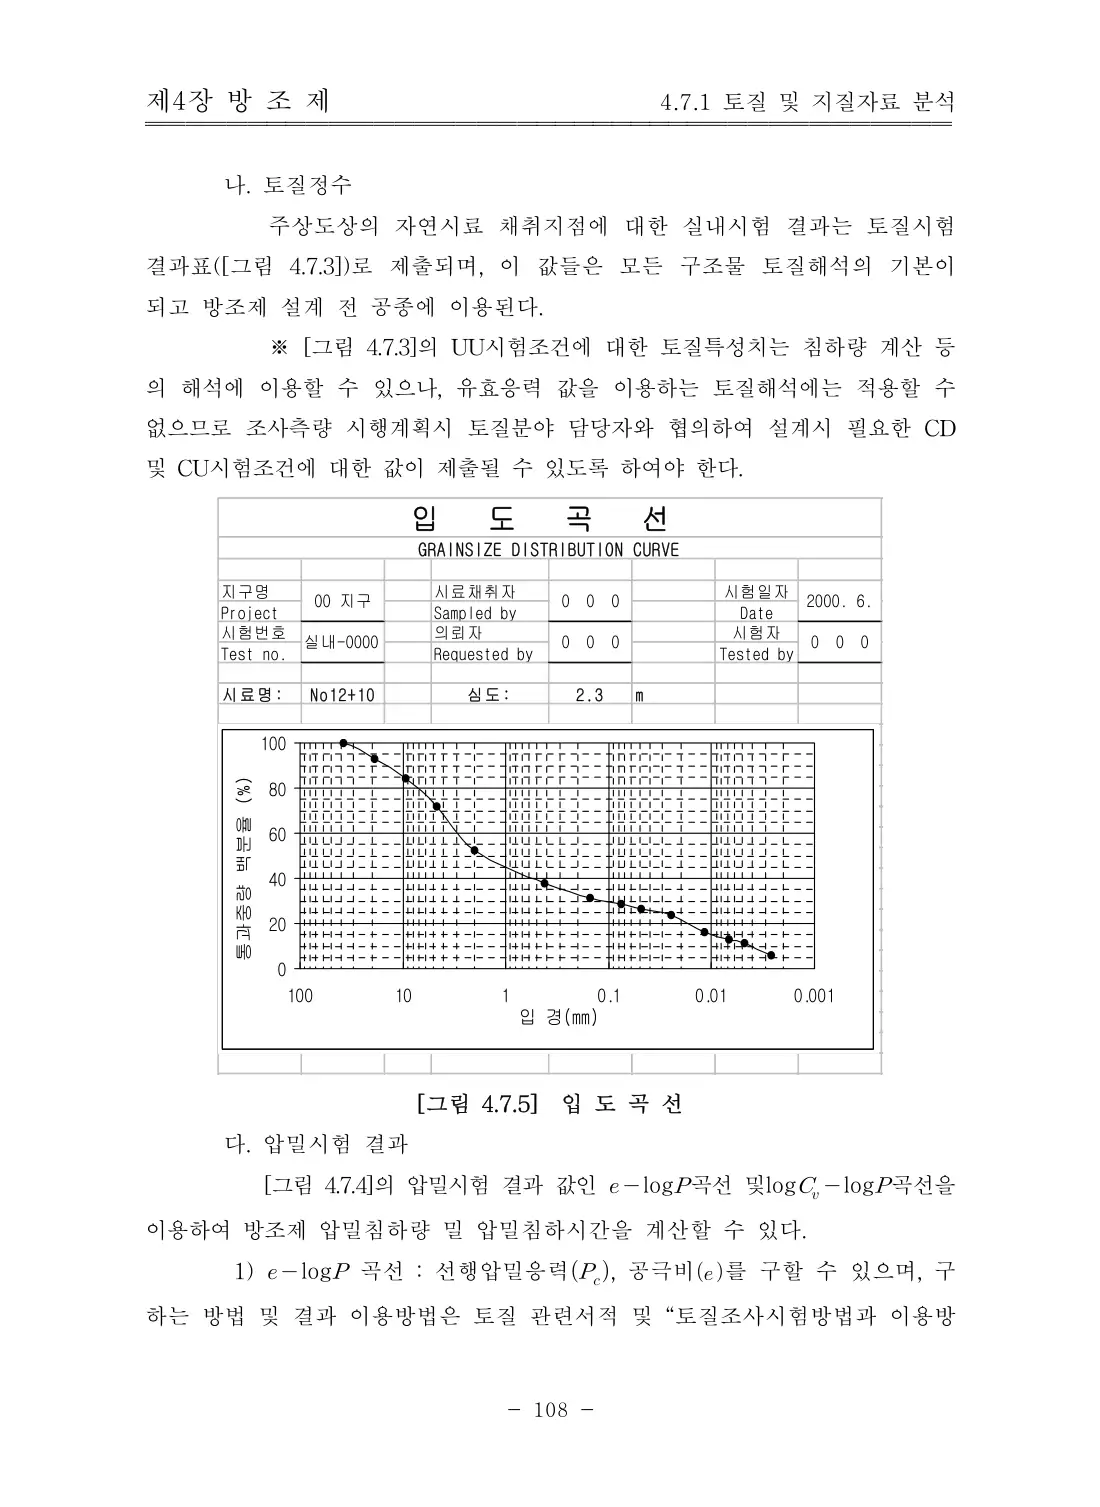 제4장 방 조 제
4.7.1 토질 및 지질자료 분석
나. 토질정수
주상도상의 자연시료 채취지점에 대한 실내시험 결과는 토질시험
결과표([그림 4.7.3])로 제출되며, 이 값들은 모든 구조물 토질해석의 기본이
되고 방조제 설계 전 공종에 이용된다.
※ [그림 4.7.3]의 UU시험조건에 대한 토질특성치는 침하량 계산 등
의 해석에 이용할 수 있으나, 유효응력 값을 이용하는 토질해석에는 적용할 수
없으므로 조사측량 시행계획시 토질분야 담당자와 협의하여 설계시 필요한 CD
및 CU시험조건에 대한 값이 제출될 수 있도록 하여야 한다.
입 도 곡 선
GRAINSIZE DISTRIBUTION CURVE
지구명 00 지구 시료채취자 0 0 0 시험일자 2000. 6.
Project Sampled by Date
시험번호 실내-0000 의뢰자 0 0 0 시험자 0 0 0
Test no. Requested by Tested by
시료명: No12+10 심도: 2.3 m
통과중량 백분율 (%)
100
80
60
40
20
0
100 10 1 0.1 0.01 0.001
입 경(mm)
[그림 4.7.5] 입 도 곡 선
다. 압밀시험 결과
[그림 4.7.4]의 압밀시험 결과 값인 e-logP곡선 및logCv-logP곡선을
이용하여 방조제 압밀침하량 밀 압밀침하시간을 계산할 수 있다.
1) e-logP 곡선 : 선행압밀응력(Pc), 공극비(e)를 구할 수 있으며, 구
하는 방법 및 결과 이용방법은 토질 관련서적 및 “토질조사시험방법과 이용방
- 108 -